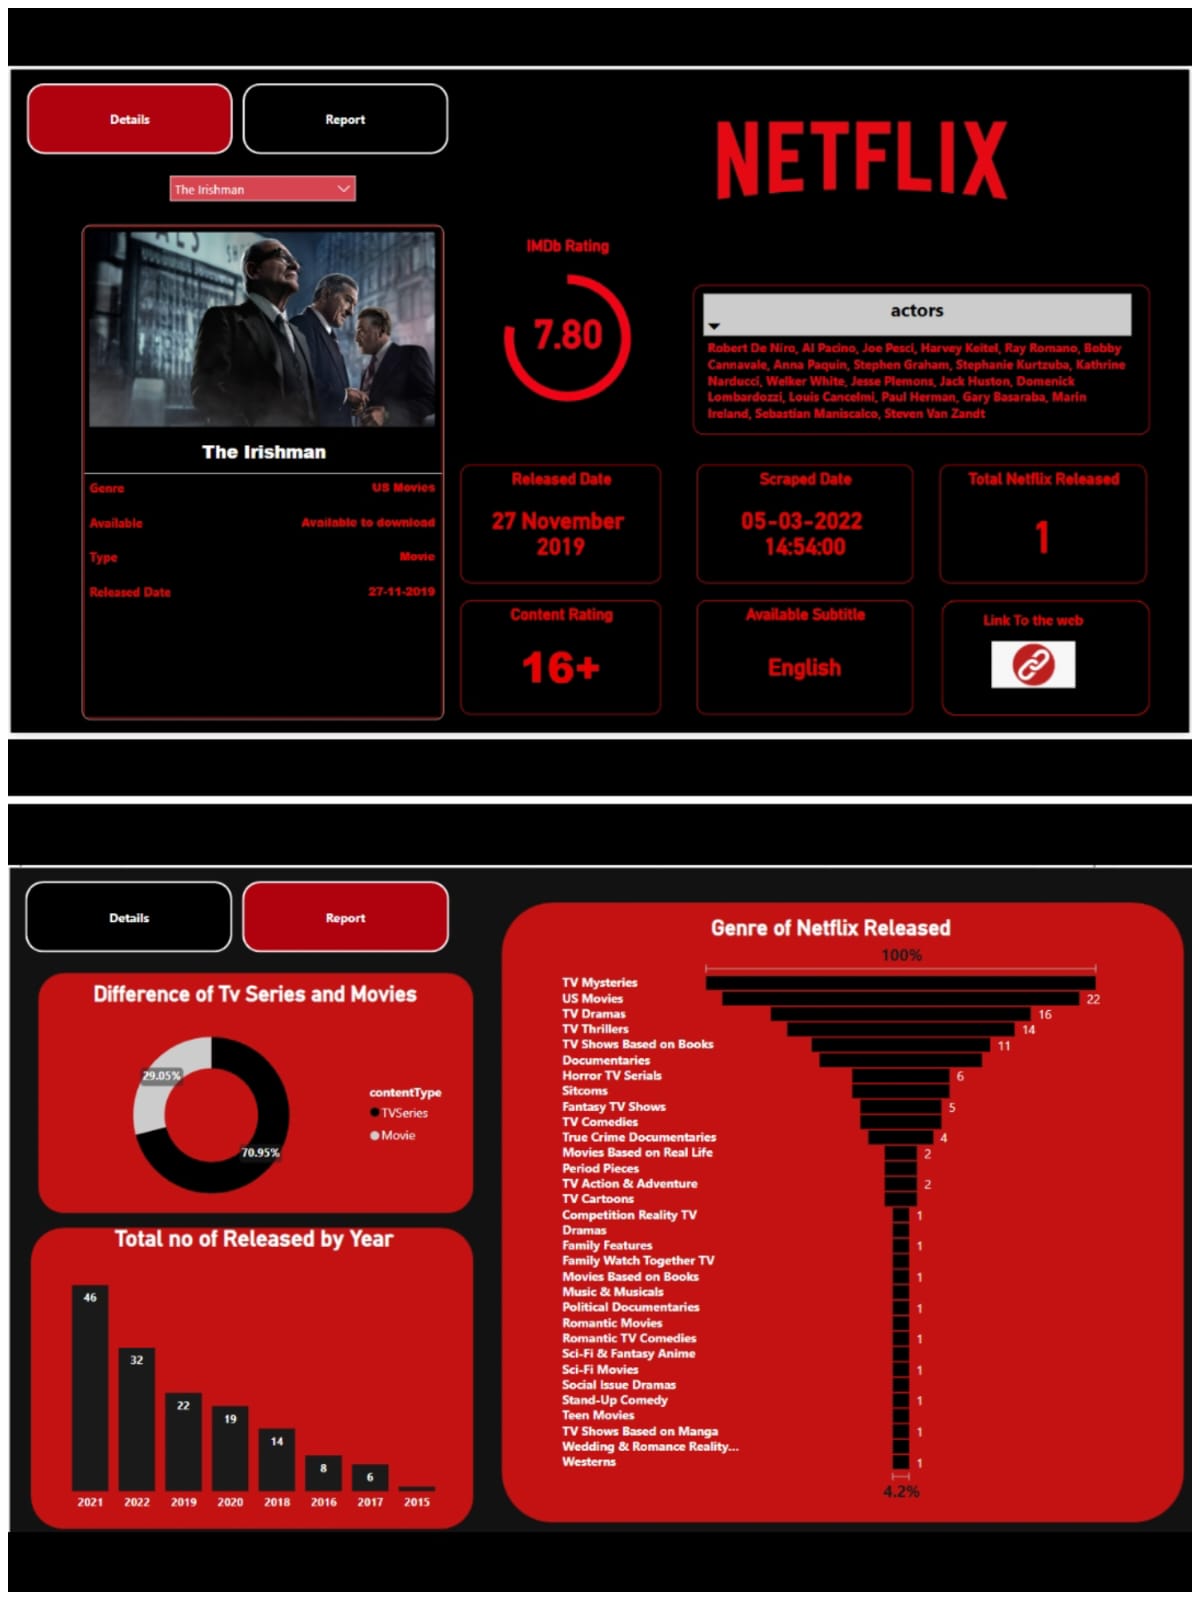 Details
Report
NETFLIX
The Irishman
IMDb Rating
7.80
actors
Robert De Niro, Al Pacino, Joe Pesci, Harvey Keitel, Ray Romano, Bobby
Cannavale, Anna Paquin, Stephen Graham, Stephanie Kurtzuba, Kathrine
Narducci, Welker White, Jesse Plemons, Jack Huston, Domenick
Lombardozzi, Louis Cancelmi, Paul Herman, Gary Basaraba, Marin
Ireland, Sebastian Maniscalco, Steven Van Zandt
The Irishman
Genre US Movies
Available Available to download
Type Movie
Released Date 27-11-2019
Released Date
27 November
2019
Scraped Date
05-03-2022
14:54:00
Total Netflix Released
1
Content Rating
16+
Available Subtitle
English
Link To the web
Details
Report
Difference of Tv Series and Movies
29.05%
70.95%
contentType
TVSeries
Movie
Total no of Released by Year
46
32
22
19
14
8
6
2021 2022 2019 2020 2018 2016 2017 2015
Genre of Netflix Released
100%
TV Mysteries
US Movies 22
TV Dramas 16
TV Thrillers 14
TV Shows Based on Books 11
Documentaries
Horror TV Serials 6
Sitcoms
Fantasy TV Shows 5
TV Comedies
True Crime Documentaries 4
Movies Based on Real Life 2
Period Pieces
TV Action & Adventure 2
TV Cartoons
Competition Reality TV 1
Dramas
Family Features 1
Family Watch Together TV
Movies Based on Books 1
Music & Musicals
Political Documentaries 1
Romantic Movies
Romantic TV Comedies 1
Sci-Fi & Fantasy Anime
Sci-Fi Movies 1
Social Issue Dramas
Stand-Up Comedy 1
Teen Movies
TV Shows Based on Manga 1
Wedding & Romance Reality...
Westerns 1
4.2%